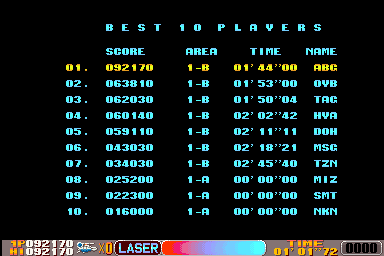 BEST 10 PLAYERS
SCORE AREA TIME NAME
01. 092170 1-B 01'44"00 ABG
02. 063810 1-B 01'53"00 OVB
03. 062030 1-B 01'50"04 TAG
04. 060140 1-B 02'02"42 HYA
05. 059110 1-B 02'11"11 DOH
06. 043030 1-B 02'18"21 MSG
07. 034030 1-B 02'45"40 TZN
08. 025200 1-A 00'00"00 MIZ
09. 022300 1-A 00'00"00 SMT
10. 016000 1-A 00'00"00 NKN
1P092170 TIME
HI092170 x0 LASER 01'01"72 0000